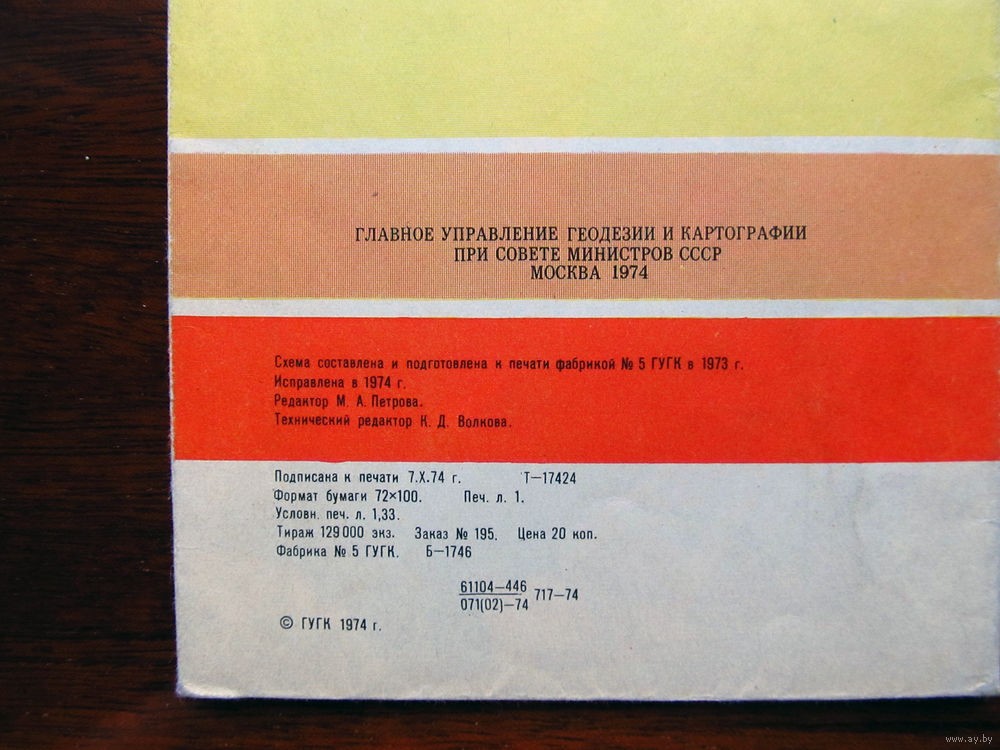 ГЛАВНОЕ УПРАВЛЕНИЕ ГЕОДЕЗИИ И КАРТОГРАФИИ
ПРИ СОВЕТЕ МИНИСТРОВ СССР
МОСКВА 1974
Схема составлена и подготовлена к печати фабрикой № 5 ГУГК в 1973 г.
Исправлена в 1974 г.
Редактор М. А. Петрова.
Технический редактор К. Д. Волкова.
Подписана к печати 7.X.74 г. Т—17424
Формат бумаги 72×100. Печ. л. 1.
Условн. печ. л. 1,33.
Тираж 129 000 экз. Заказ № 195. Цена 20 коп.
Фабрика № 5 ГУГК. Б—1746
61104—446
071(02)—74 717—74
© ГУГК 1974 г.
www.ay.by